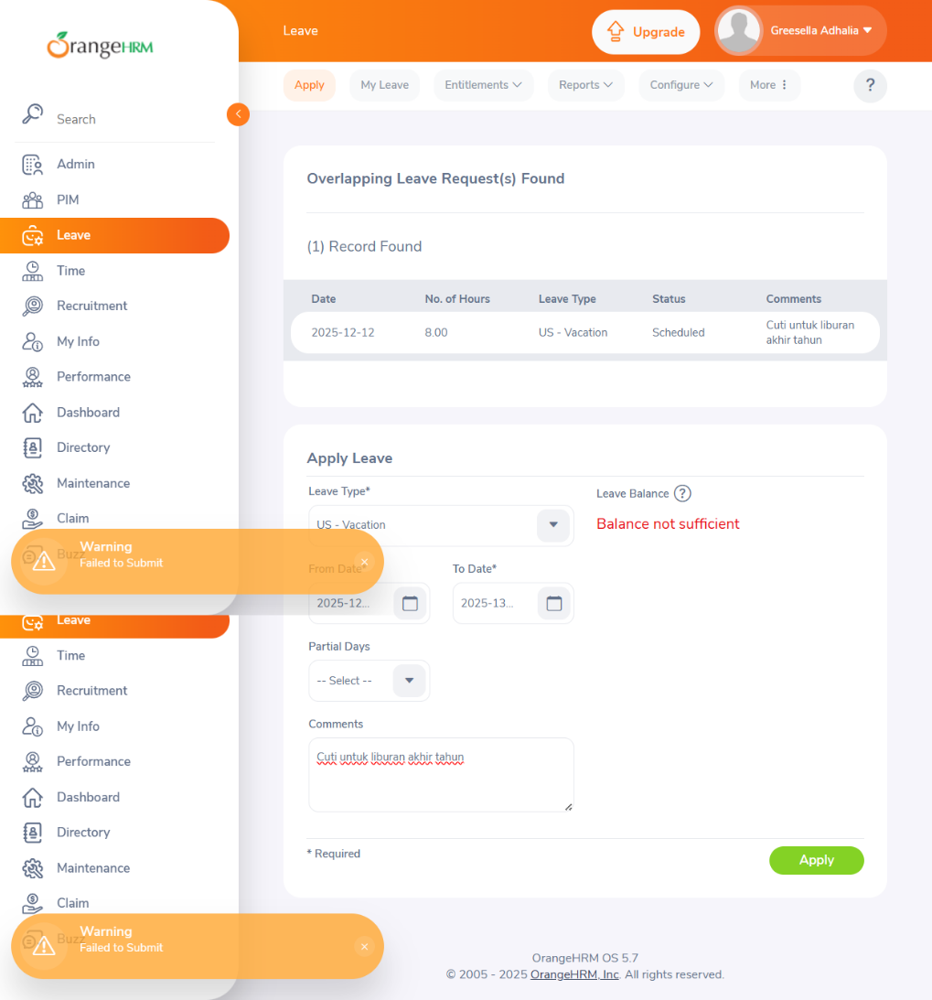 OrangeHRM
Leave
Upgrade
Greesella Adhalia
Search
Apply
My Leave
Entitlements
Reports
Configure
More
?
Admin
PIM
Leave
Time
Recruitment
My Info
Performance
Dashboard
Directory
Maintenance
Claim
Buzz
Warning
Failed to Submit
Leave
Time
Recruitment
My Info
Performance
Dashboard
Directory
Maintenance
Claim
Buzz
Warning
Failed to Submit
Overlapping Leave Request(s) Found
(1) Record Found
Date No. of Hours Leave Type Status Comments
2025-12-12 8.00 US - Vacation Scheduled Cuti untuk liburan
akhir tahun
Apply Leave
Leave Type* Leave Balance ?
US - Vacation Balance not sufficient
From Date* To Date*
2025-12... 2025-13...
Partial Days
-- Select --
Comments
Cuti untuk liburan akhir tahun
* Required Apply
OrangeHRM OS 5.7
© 2005 - 2025 OrangeHRM, Inc. All rights reserved.